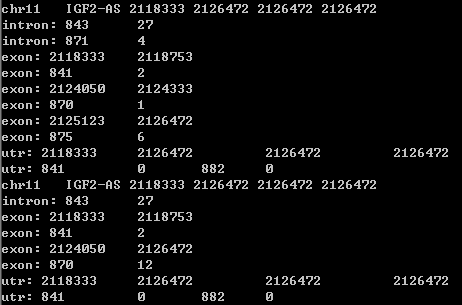 chr11 IGF2-AS 2118333 2126472 2126472 2126472
intron: 843 27
intron: 871 4
exon: 2118333 2118753
exon: 841 2
exon: 2124050 2124333
exon: 870 1
exon: 2125123 2126472
exon: 875 6
utr: 2118333 2126472 2126472 2126472
utr: 841 0 882 0
chr11 IGF2-AS 2118333 2126472 2126472 2126472
intron: 843 27
exon: 2118333 2118753
exon: 841 2
exon: 2124050 2126472
exon: 870 12
utr: 2118333 2126472 2126472 2126472
utr: 841 0 882 0